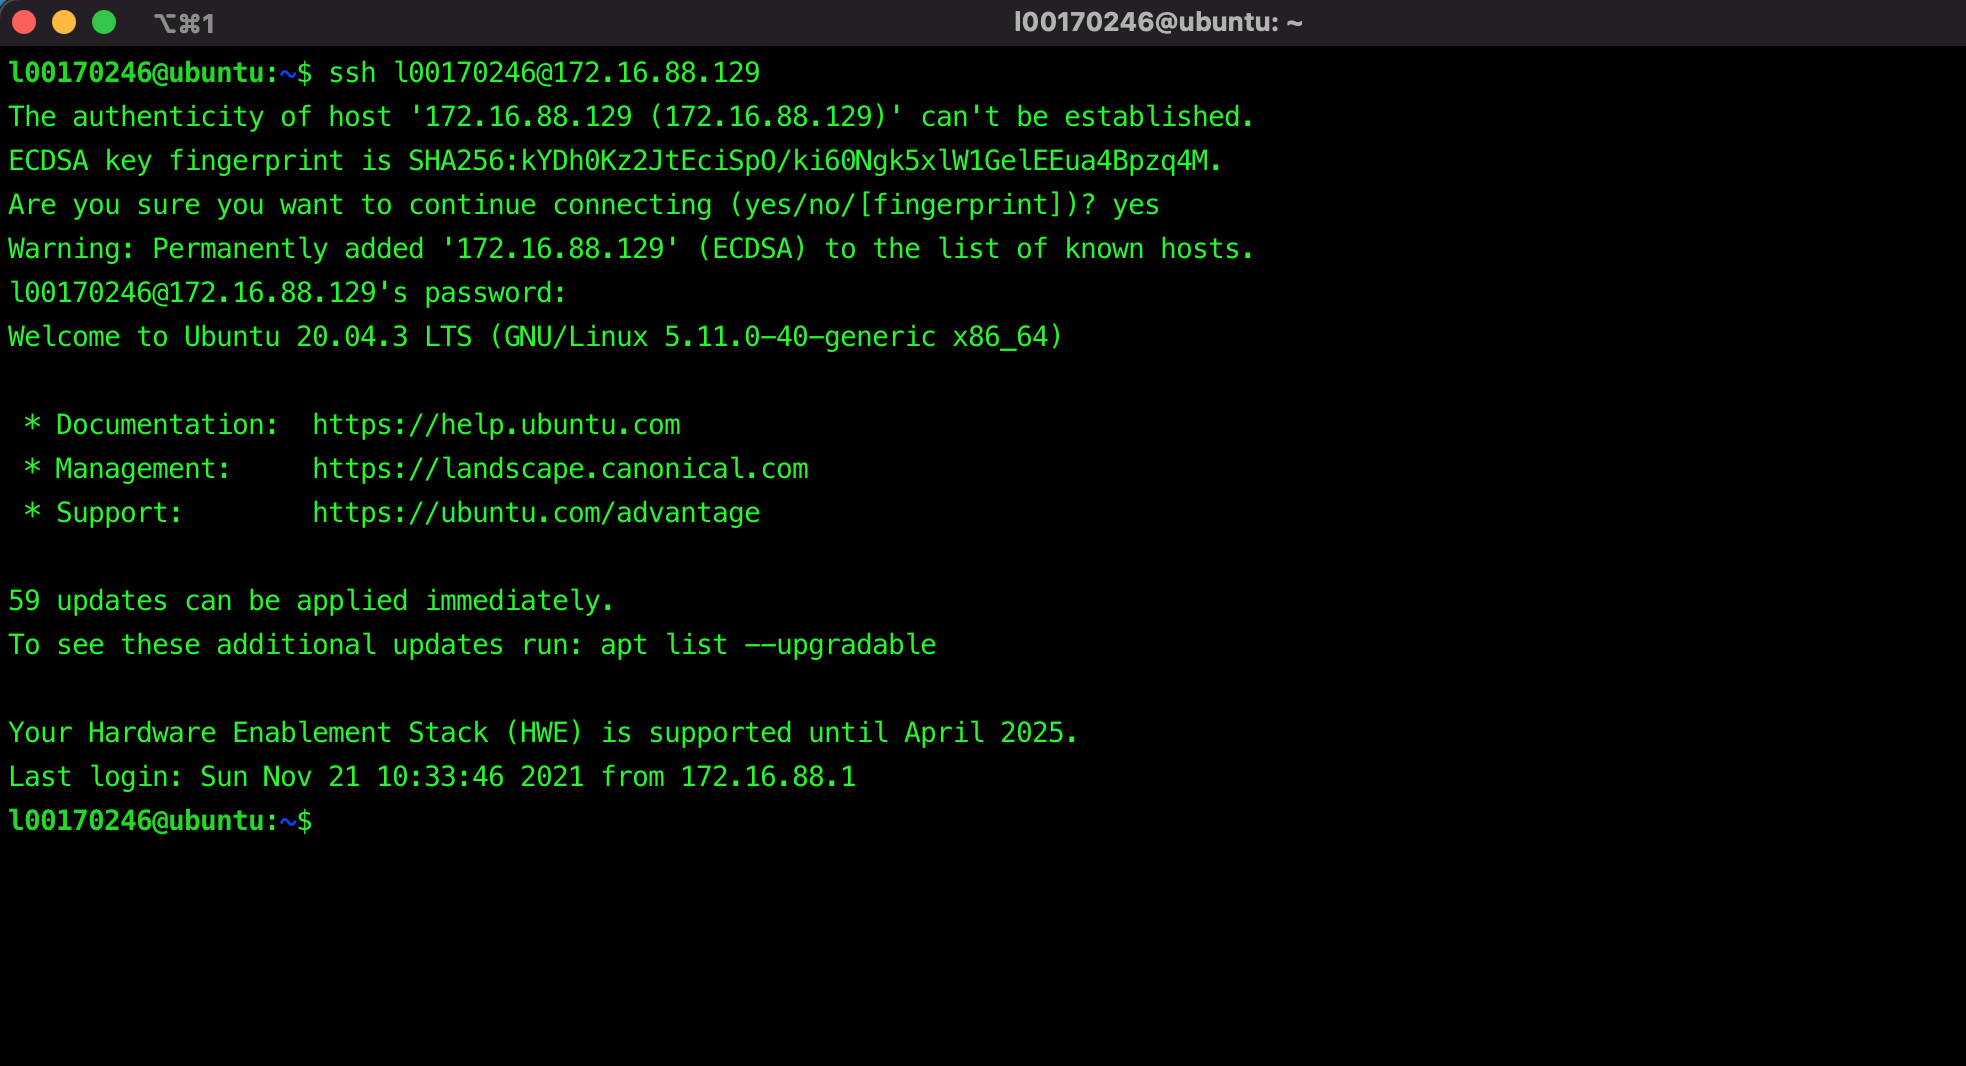 ⌥⌘1
l00170246@ubuntu: ~
l00170246@ubuntu:~$ ssh l00170246@172.16.88.129
The authenticity of host '172.16.88.129 (172.16.88.129)' can't be established.
ECDSA key fingerprint is SHA256:kYDh0Kz2JtEciSpO/ki60Ngk5xlW1GelEEua4Bpzq4M.
Are you sure you want to continue connecting (yes/no/[fingerprint])? yes
Warning: Permanently added '172.16.88.129' (ECDSA) to the list of known hosts.
l00170246@172.16.88.129's password:
Welcome to Ubuntu 20.04.3 LTS (GNU/Linux 5.11.0-40-generic x86_64)
 * Documentation:  https://help.ubuntu.com
 * Management:     https://landscape.canonical.com
 * Support:        https://ubuntu.com/advantage
59 updates can be applied immediately.
To see these additional updates run: apt list --upgradable
Your Hardware Enablement Stack (HWE) is supported until April 2025.
Last login: Sun Nov 21 10:33:46 2021 from 172.16.88.1
l00170246@ubuntu:~$